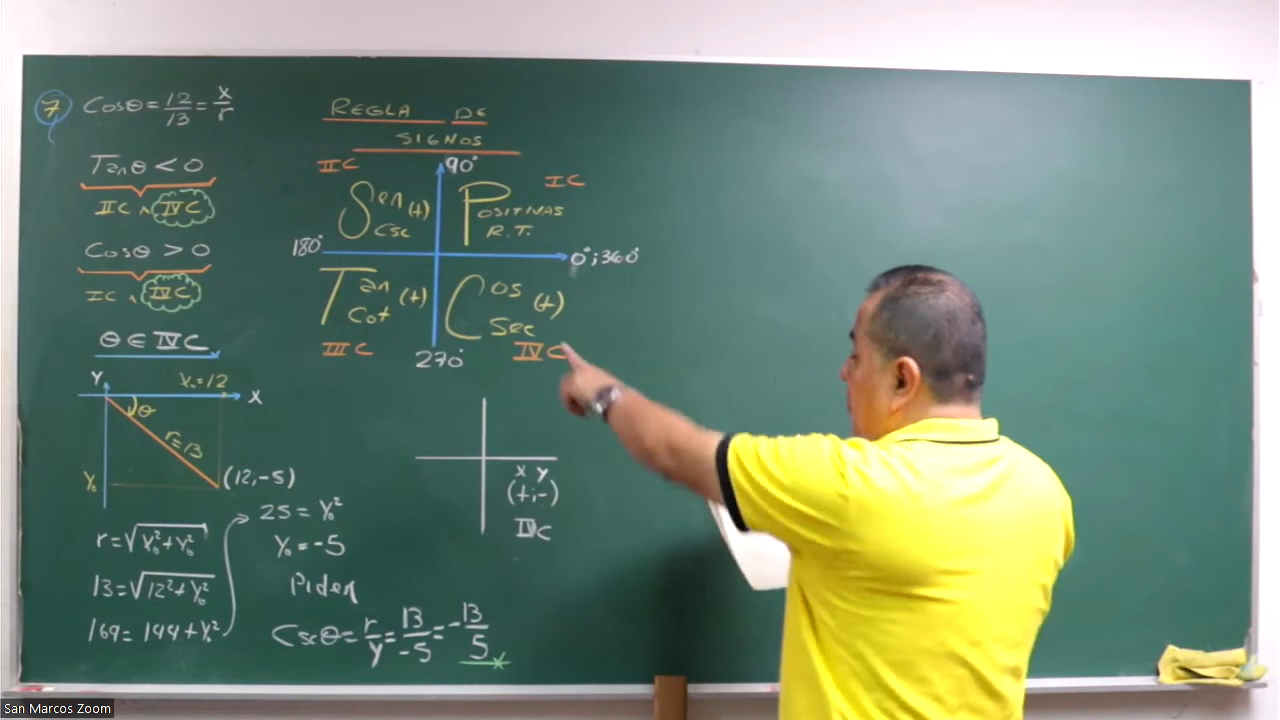 7 Cosθ = 12/13 = x/r
Tanθ < 0
IIC ∧ IVC
Cosθ > 0
IC ∧ IVC
θ ∈ IVC
Y
X₀=12
X
θ
r=13
Y₀
(12,-5)
r=√(X₀²+Y₀²)
13=√(12²+Y₀²)
169=144+Y₀²
25=Y₀²
Y₀=-5
Piden
Cscθ=r/y=13/-5=-13/5
REGLA DE
SIGNOS
90°
IIC
IC
Sen (+)
Csc
POSITIVAS
R.T.
180°
0°;360°
Tan (+)
Cot
Cos (+)
Sec
IIIC
IVC
270°
X Y
(+;-)
IVC
San Marcos Zoom